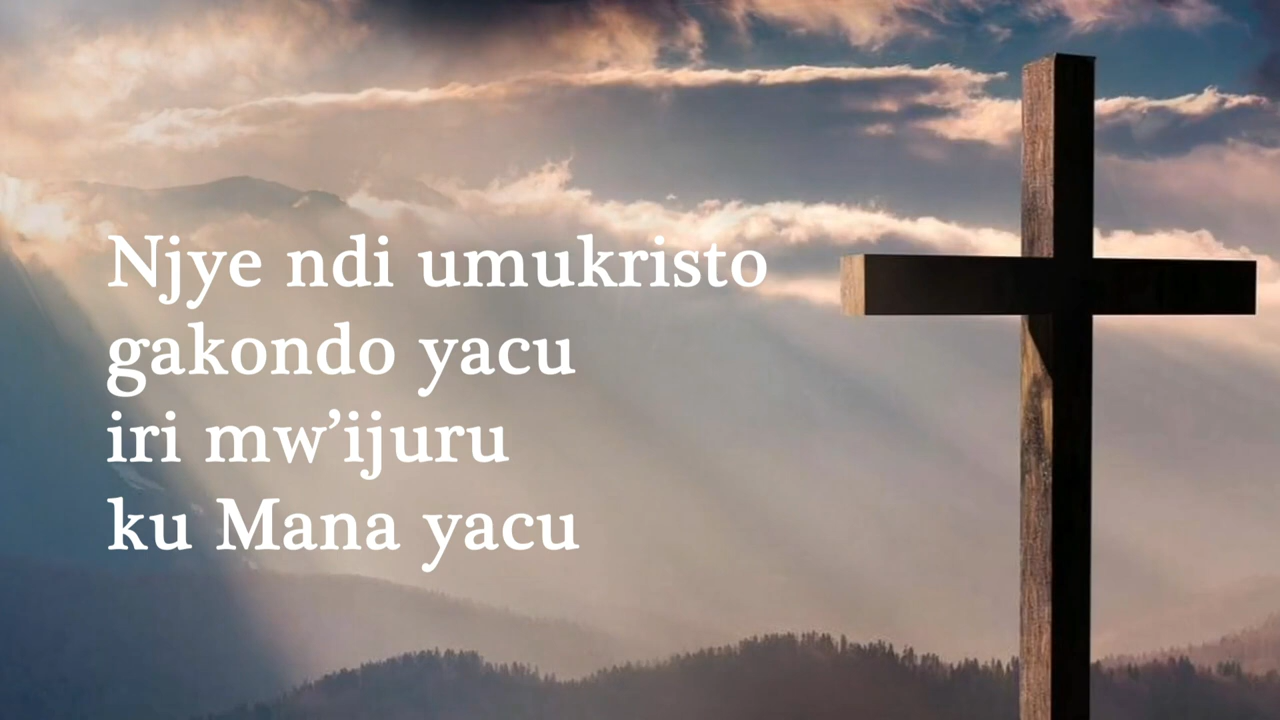 Njye ndi umukristo
gakondo yacu
iri mw’ijuru
ku Mana yacu